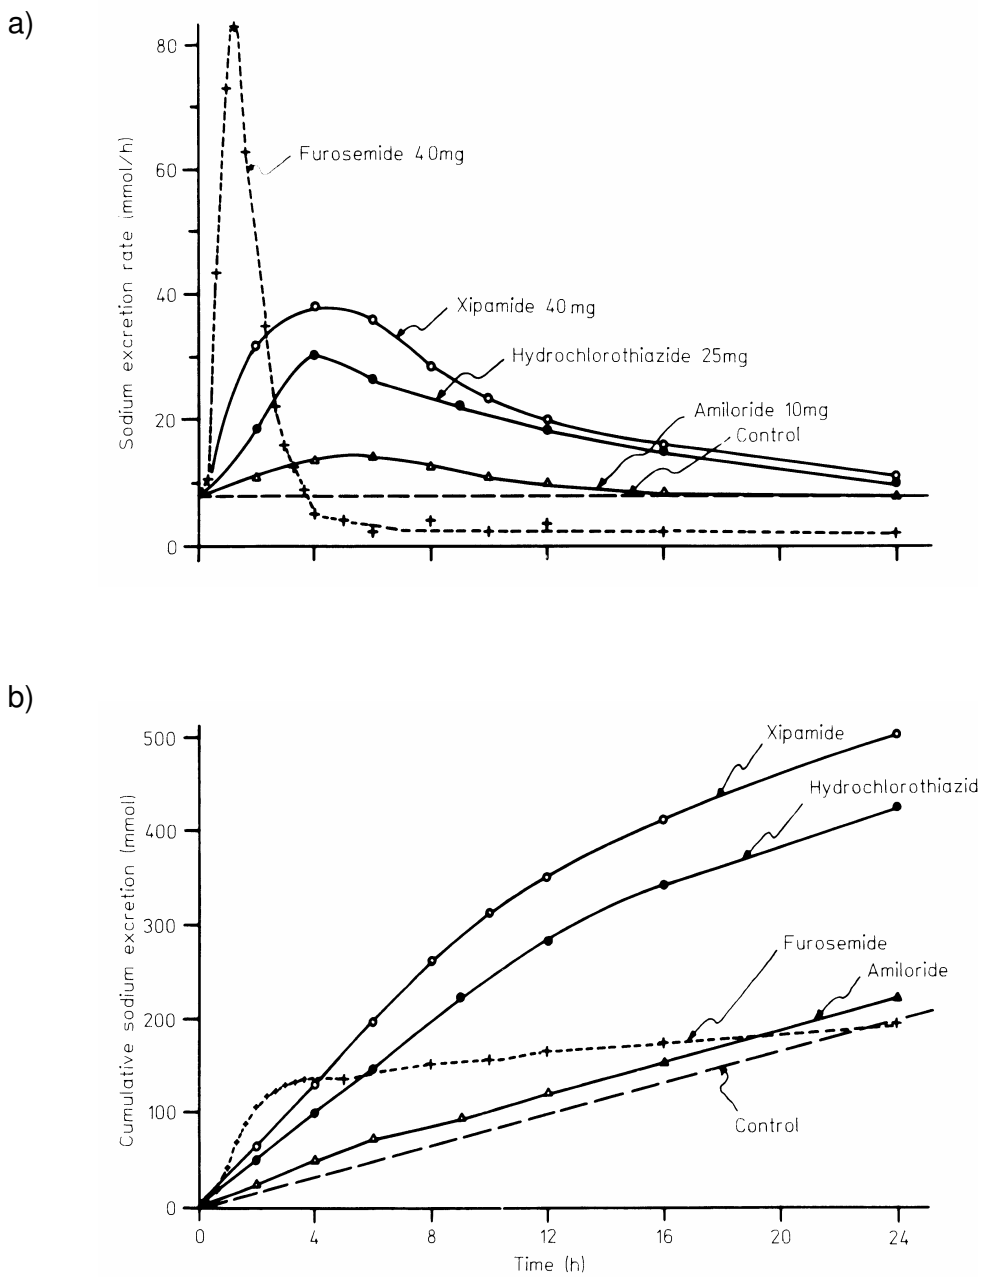 a)
Sodium excretion rate (mmol/h)
80
60
40
20
0
Furosemide 40mg
Xipamide 40mg
Hydrochlorothiazide 25mg
Amiloride 10mg
Control
b)
Cumulative sodium excretion (mmol)
500
400
300
200
100
0
Xipamide
Hydrochlorothiazid
Furosemide
Amiloride
Control
0 4 8 12 16 20 24
Time (h)